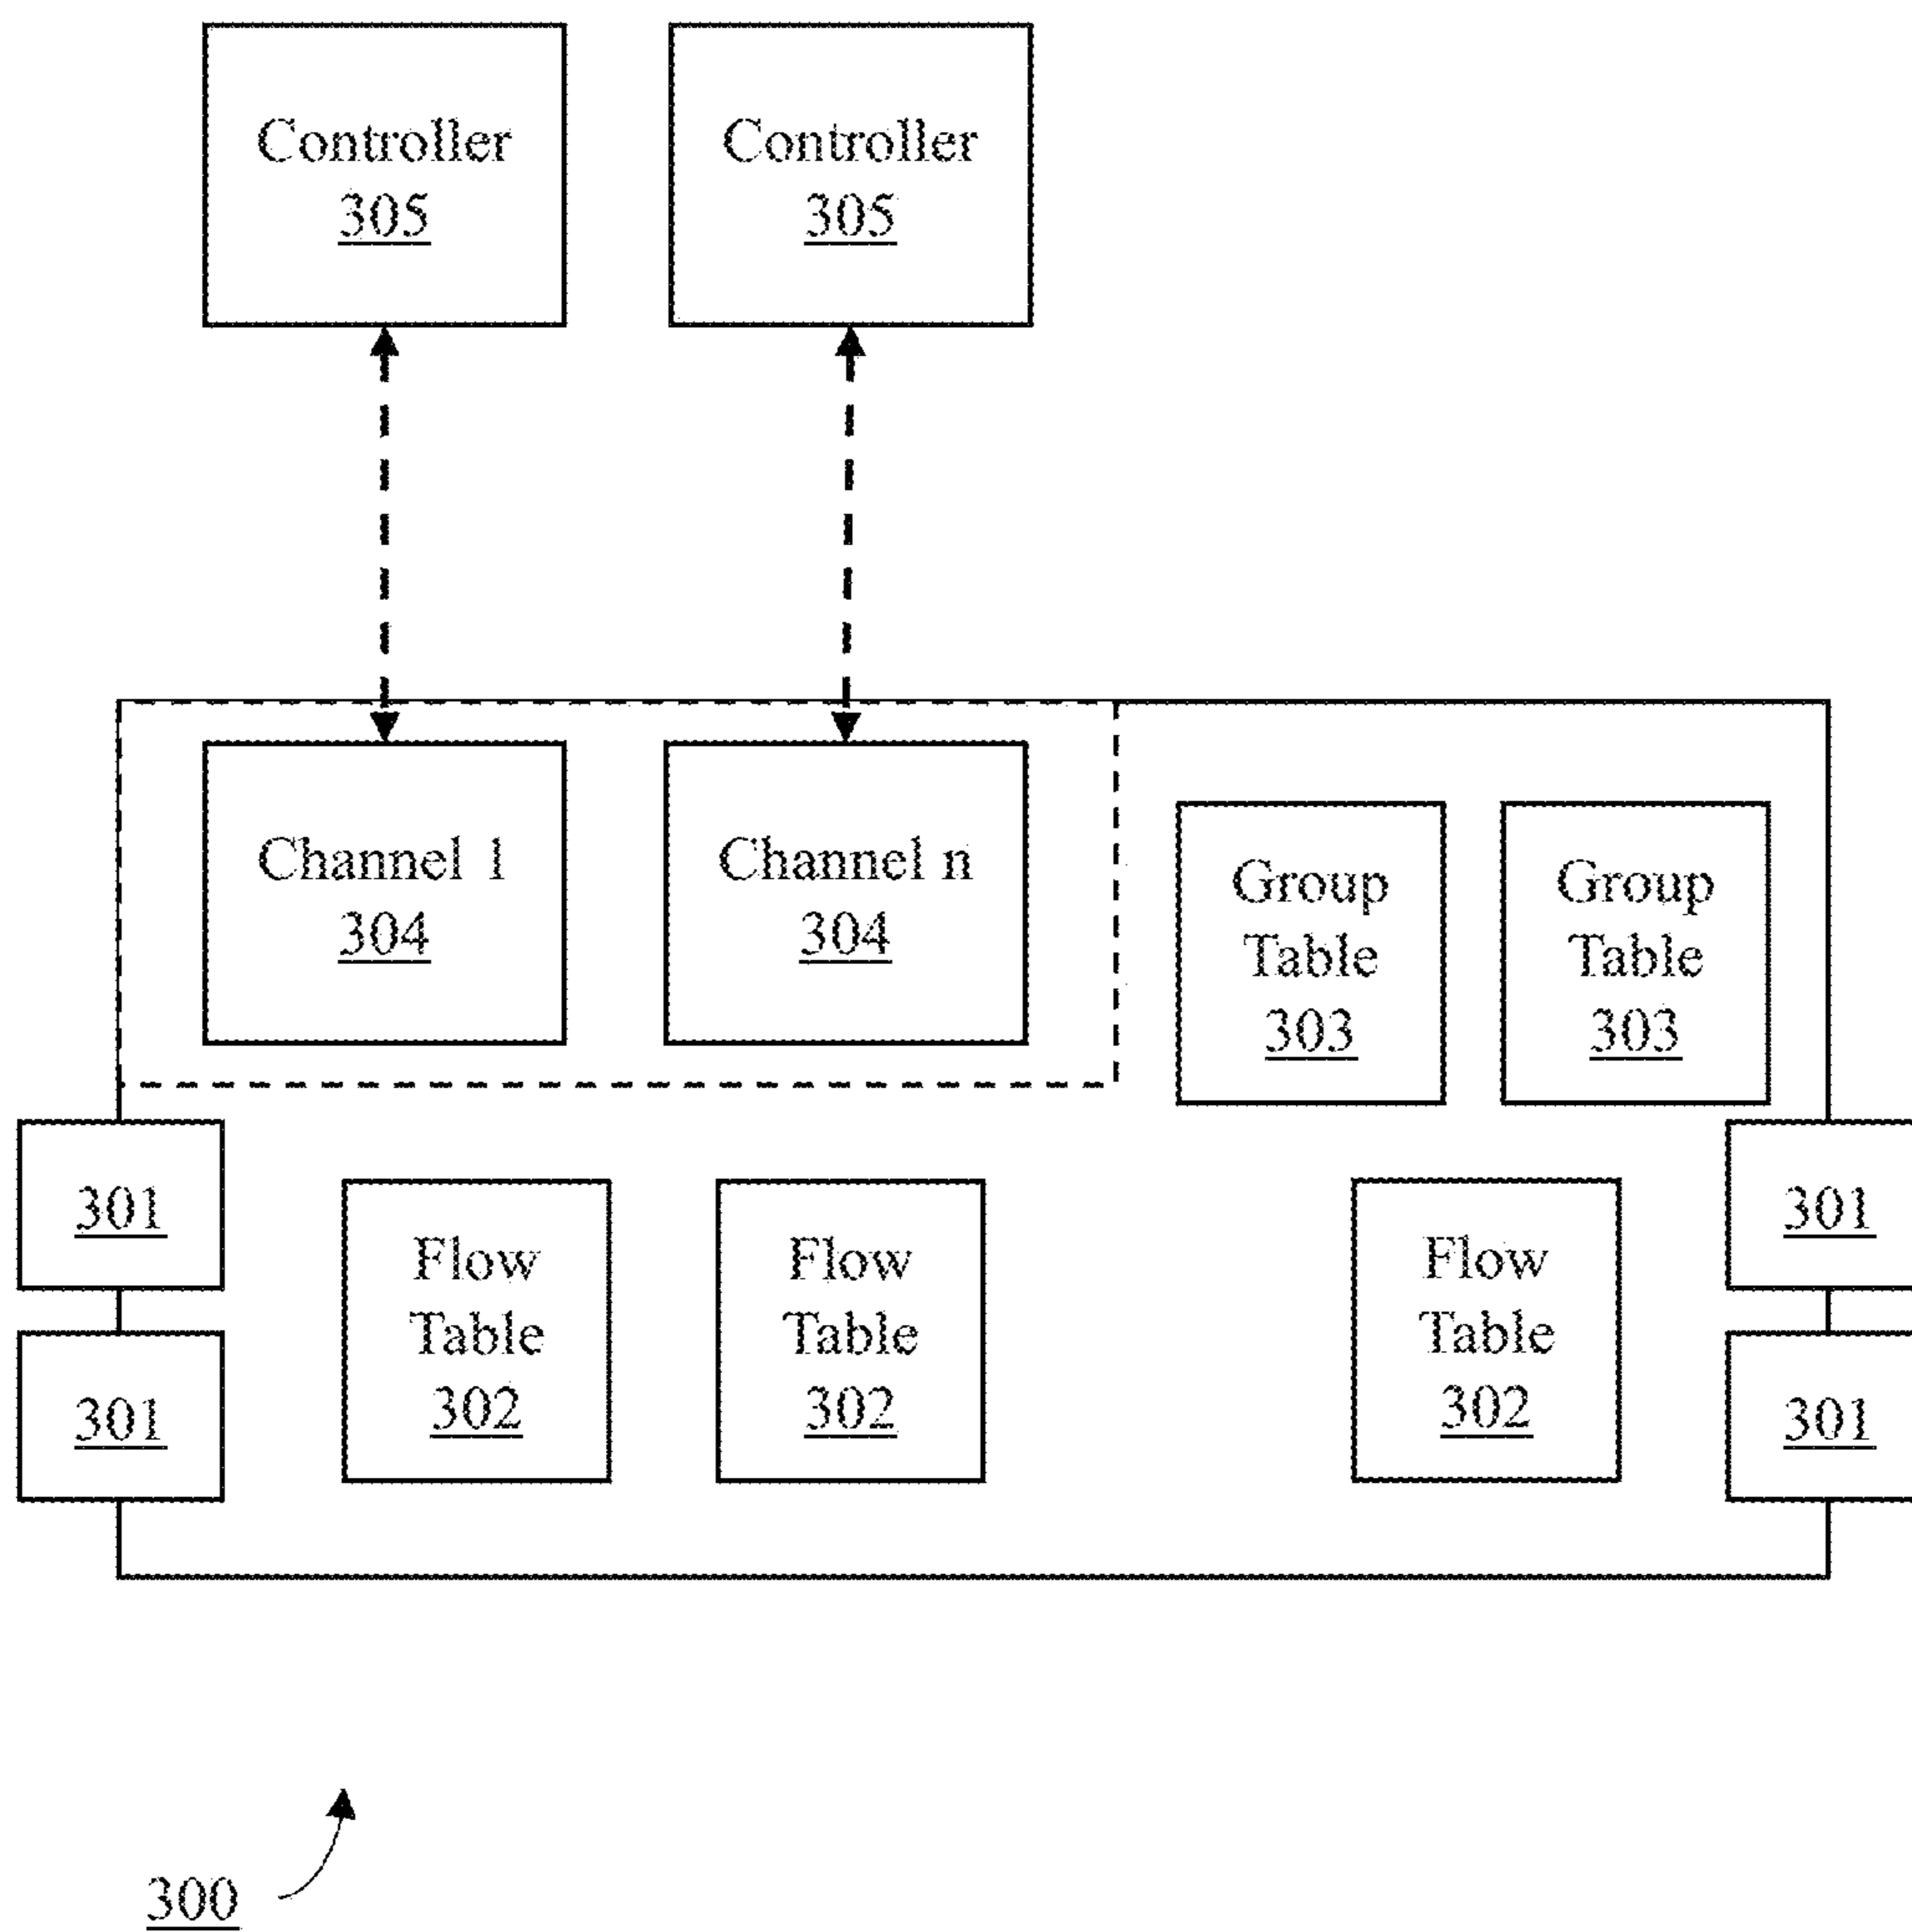 Controller
305
Controller
305
Channel 1
304
Channel n
304
Group
Table
303
Group
Table
303
301
301
Flow
Table
302
Flow
Table
302
Flow
Table
302
301
301
300